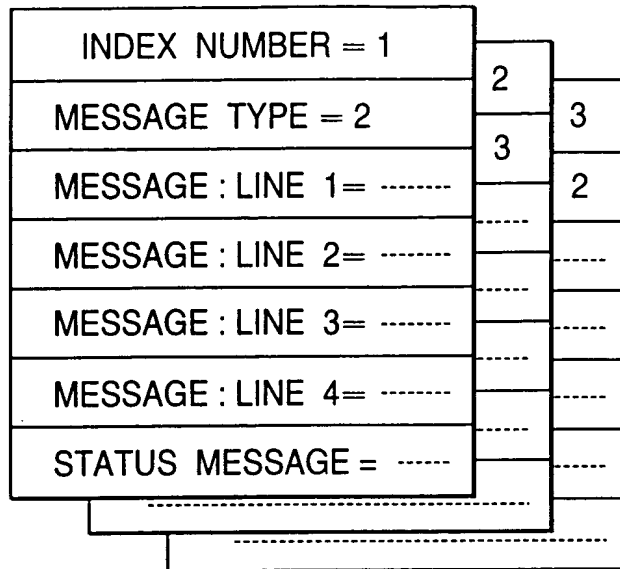 INDEX NUMBER = 1
MESSAGE TYPE = 2
MESSAGE : LINE 1= -------
MESSAGE : LINE 2= -------
MESSAGE : LINE 3= -------
MESSAGE : LINE 4= -------
STATUS MESSAGE = ------
2
3
3
2